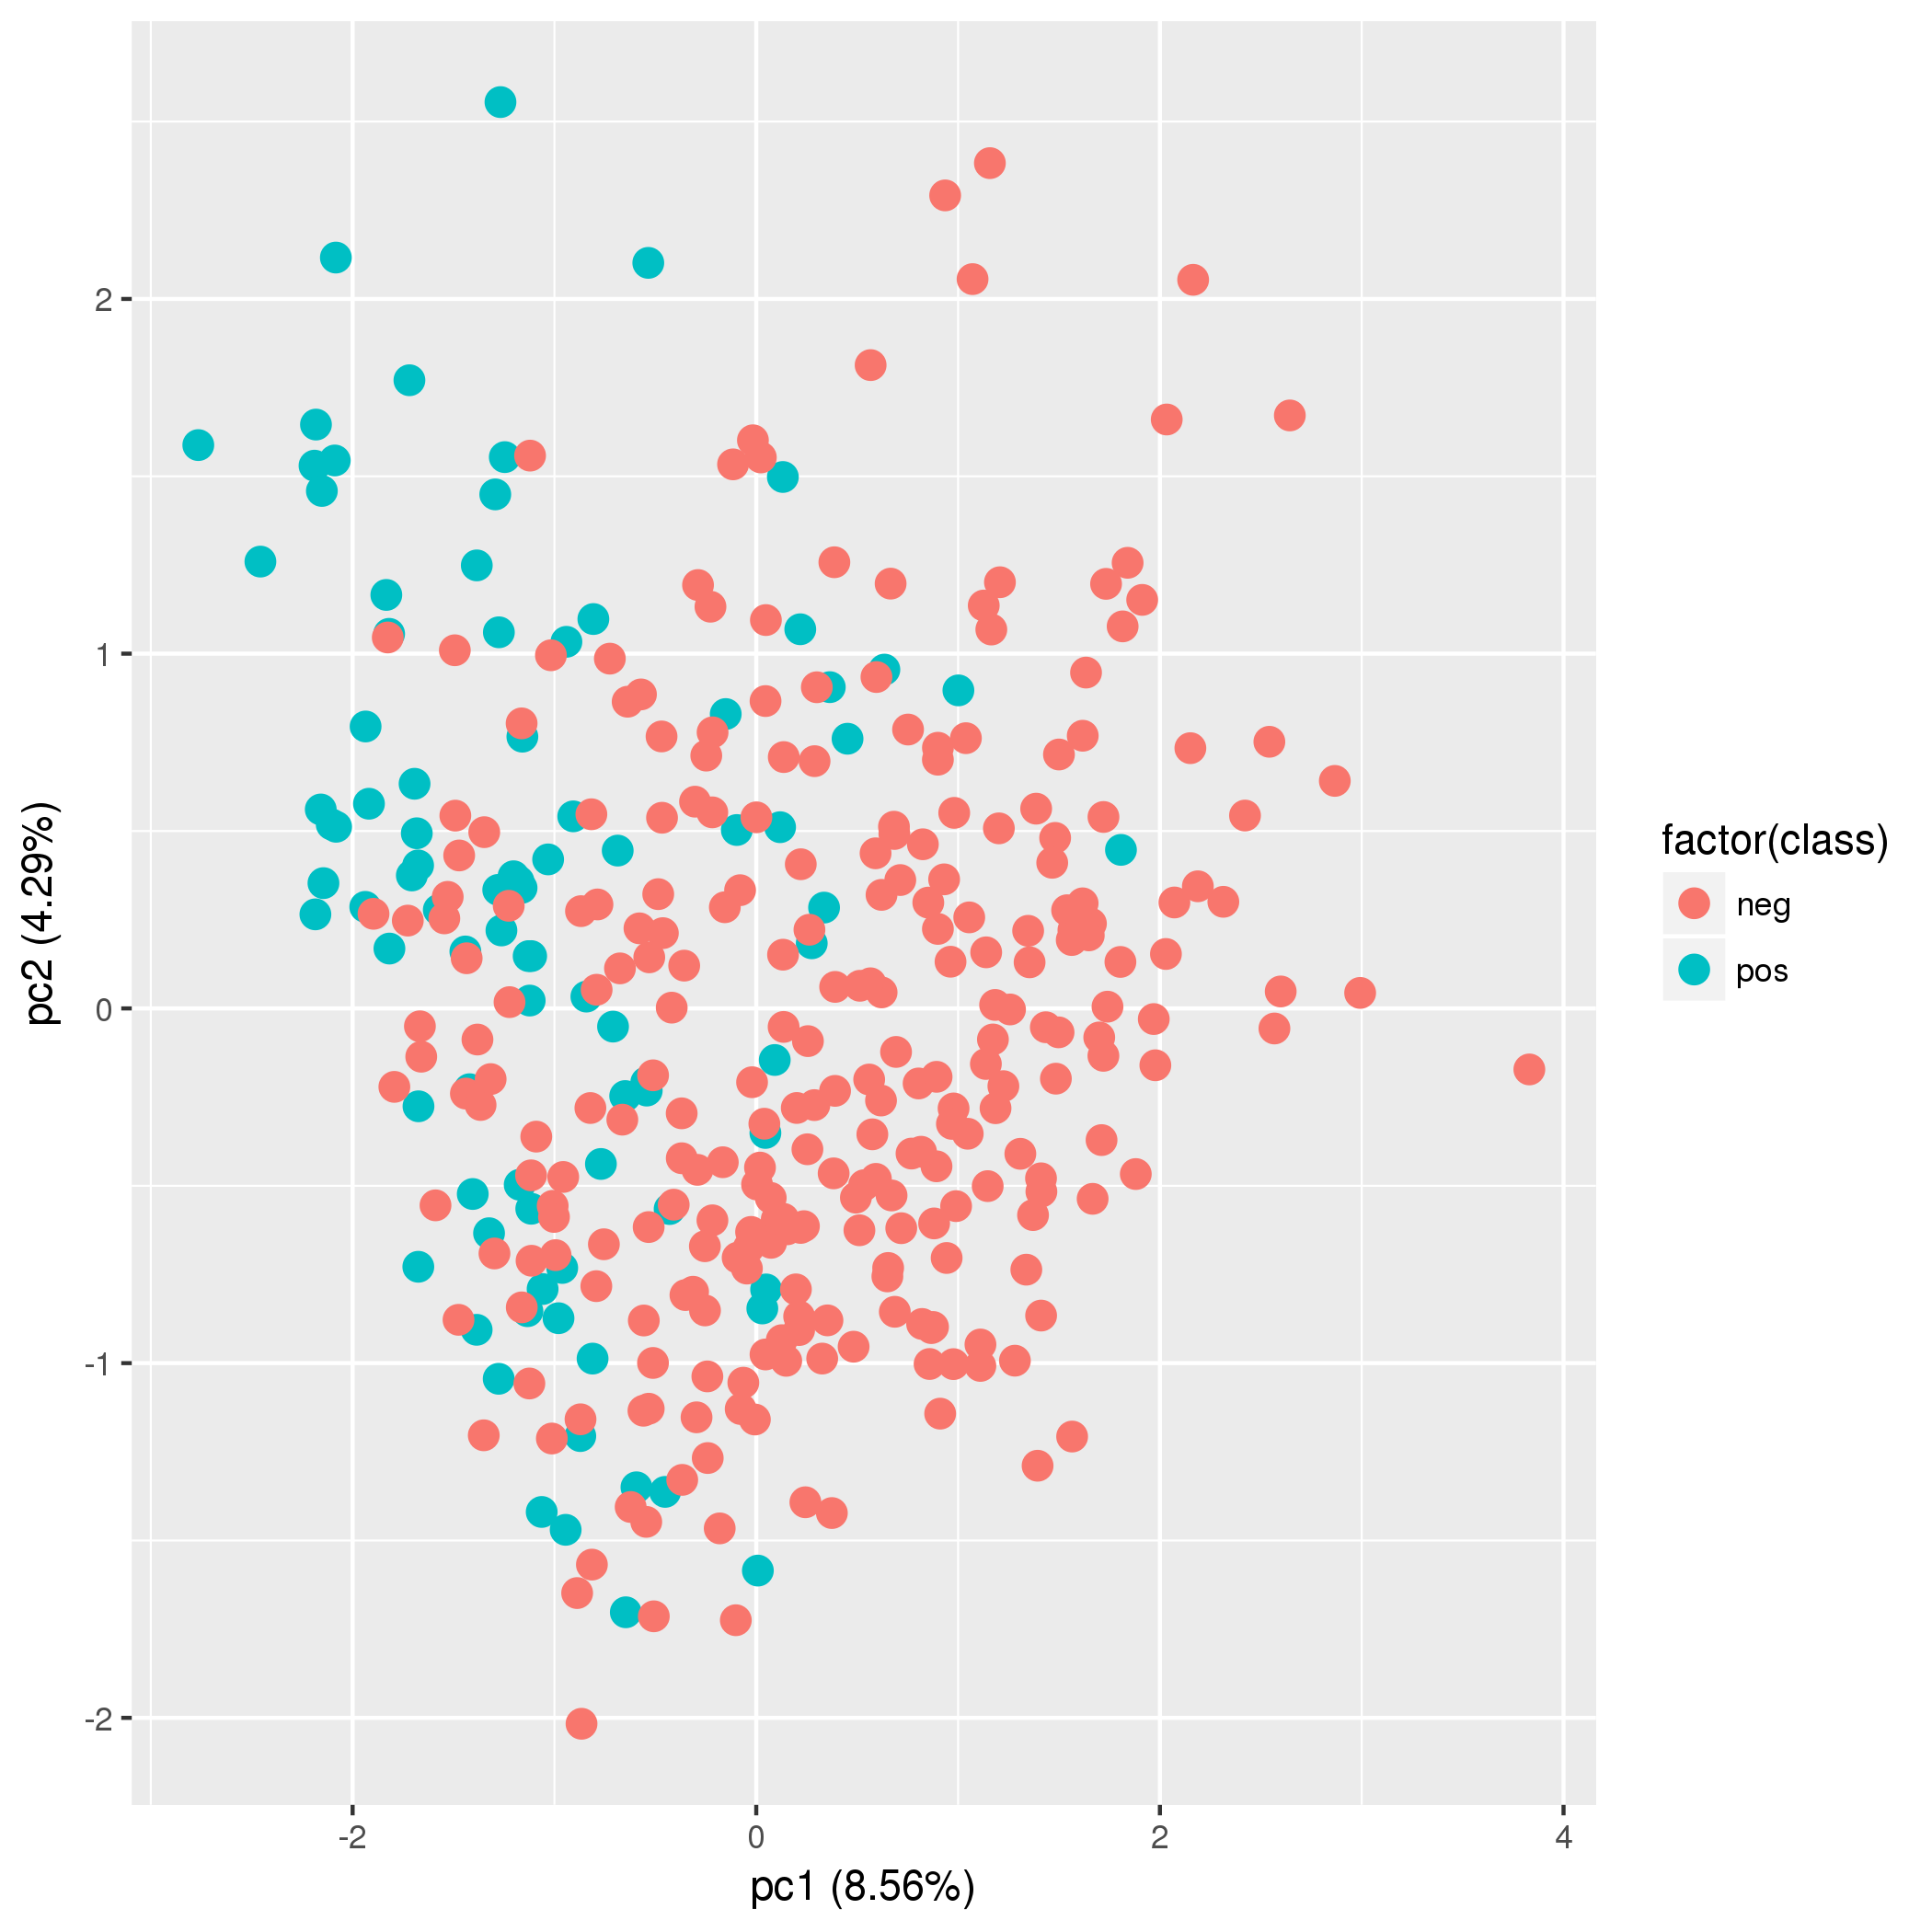 2
1
0
-1
-2
-2
0
2
4
pc1 (8.56%)
pc2 (4.29%)
factor(class)
neg
pos